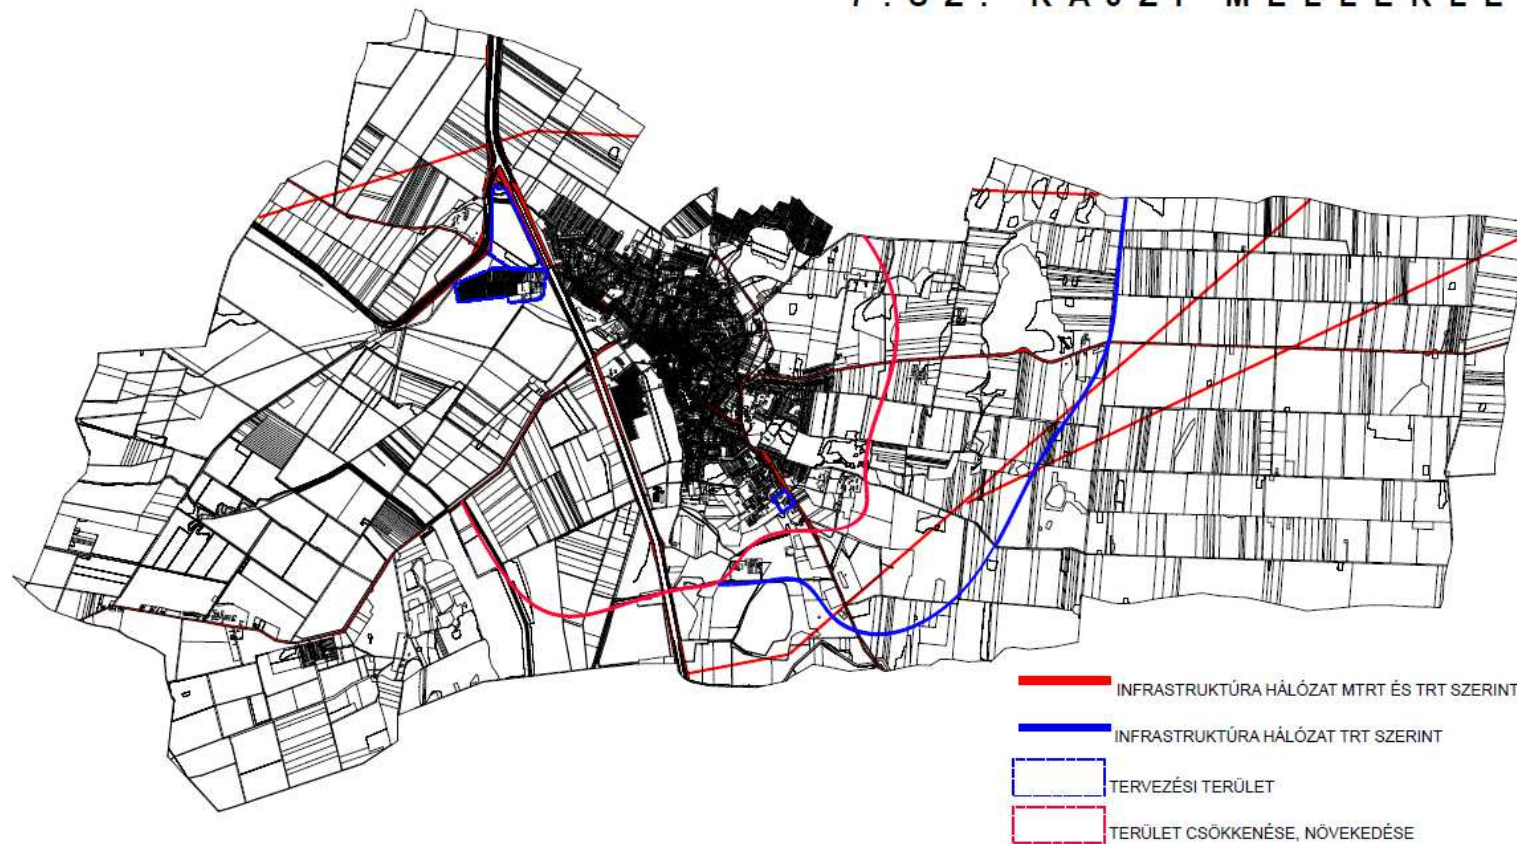 INFRASTRUKTÚRA HÁLÓZAT MTRT ÉS TRT SZERINT
INFRASTRUKTÚRA HÁLÓZAT TRT SZERINT
TERVEZÉSI TERÜLET
TERÜLET CSÖKKENÉSE, NÖVEKEDÉSE